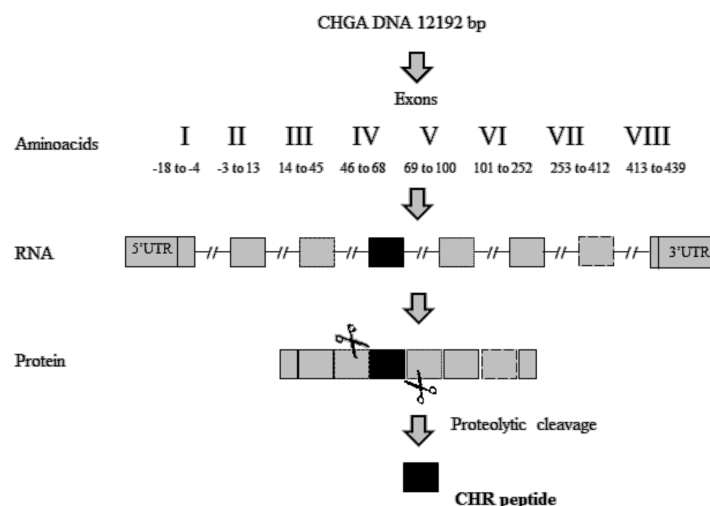 CHGA DNA 12192 bp
Exons
I II III IV V VI VII VIII
Aminoacids
-18 to -4 -3 to 13 14 to 45 46 to 68 69 to 100 101 to 252 253 to 412 413 to 439
RNA
5'UTR 3'UTR
Protein
Proteolytic cleavage
CHR peptide